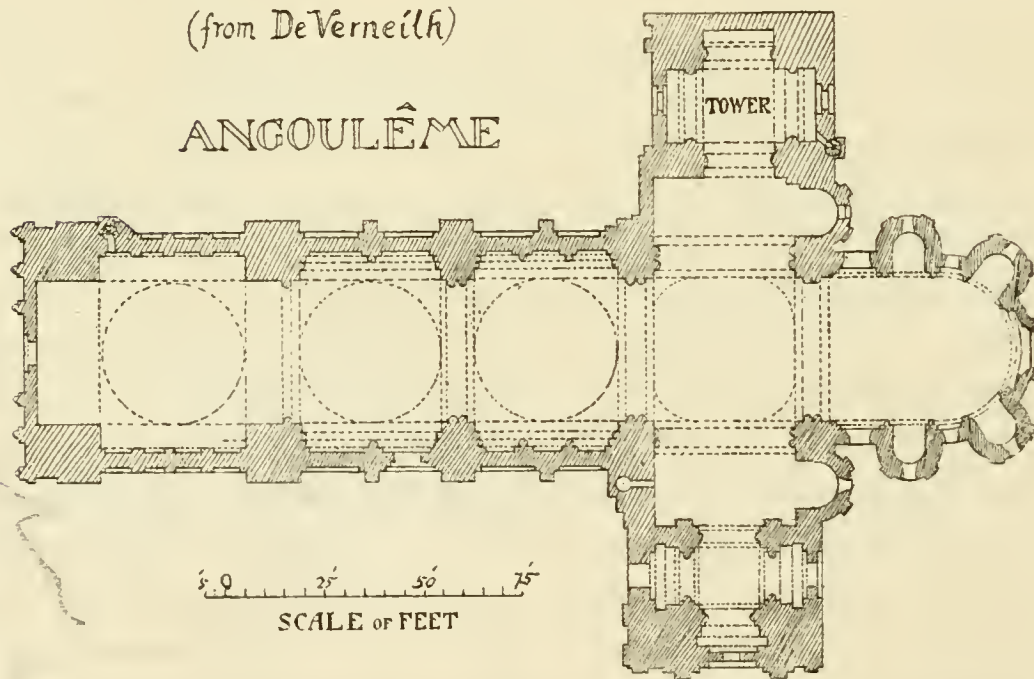 (from De Verneilh)
ANGOULÊME
TOWER
5 0 25' 50' 75'
SCALE OF FEET